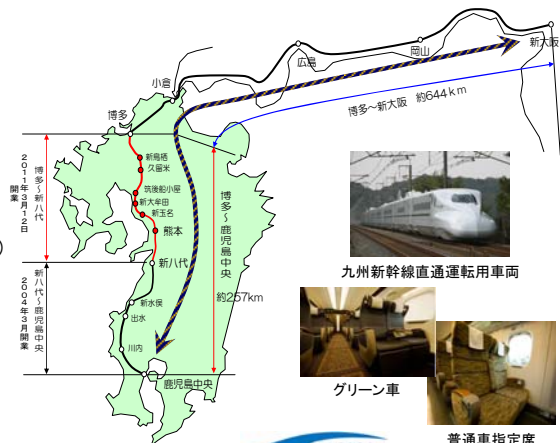 新大阪
岡山
広島
小倉
博多～新大阪 約644km
博多
新鳥栖
久留米
筑後船小屋
新大牟田
新玉名
熊本
新八代
新水俣
出水
川内
鹿児島中央
博多～鹿児島中央
約257km
博多～新八代
2011年3月12日
開業
新八代～鹿児島中央
2004年3月開業
)
九州新幹線直通運転用車両
グリーン車
普通車指定席